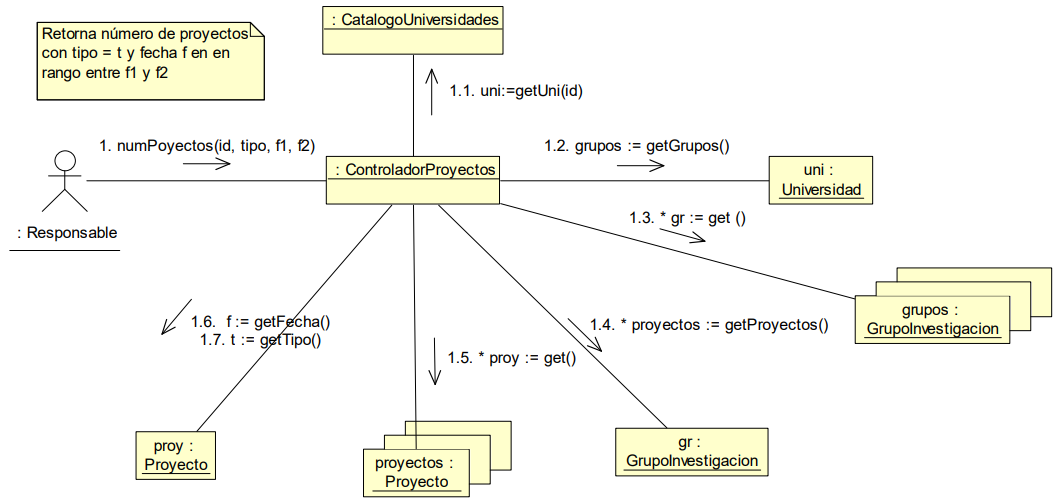 Retorna número de proyectos
con tipo = t y fecha f en en
rango entre f1 y f2
: CatalogoUniversidades
1.1. uni:=getUni(id)
1. numPoyectos(id, tipo, f1, f2)
1.2. grupos := getGrupos()
: ControladorProyectos
uni :
Universidad
: Responsable
1.3. * gr := get ()
grupos :
GrupoInvestigacion
1.6. f := getFecha()
1.7. t := getTipo()
1.4. * proyectos := getProyectos()
1.5. * proy := get()
proy :
Proyecto
proyectos :
Proyecto
gr :
GrupoInvestigacion